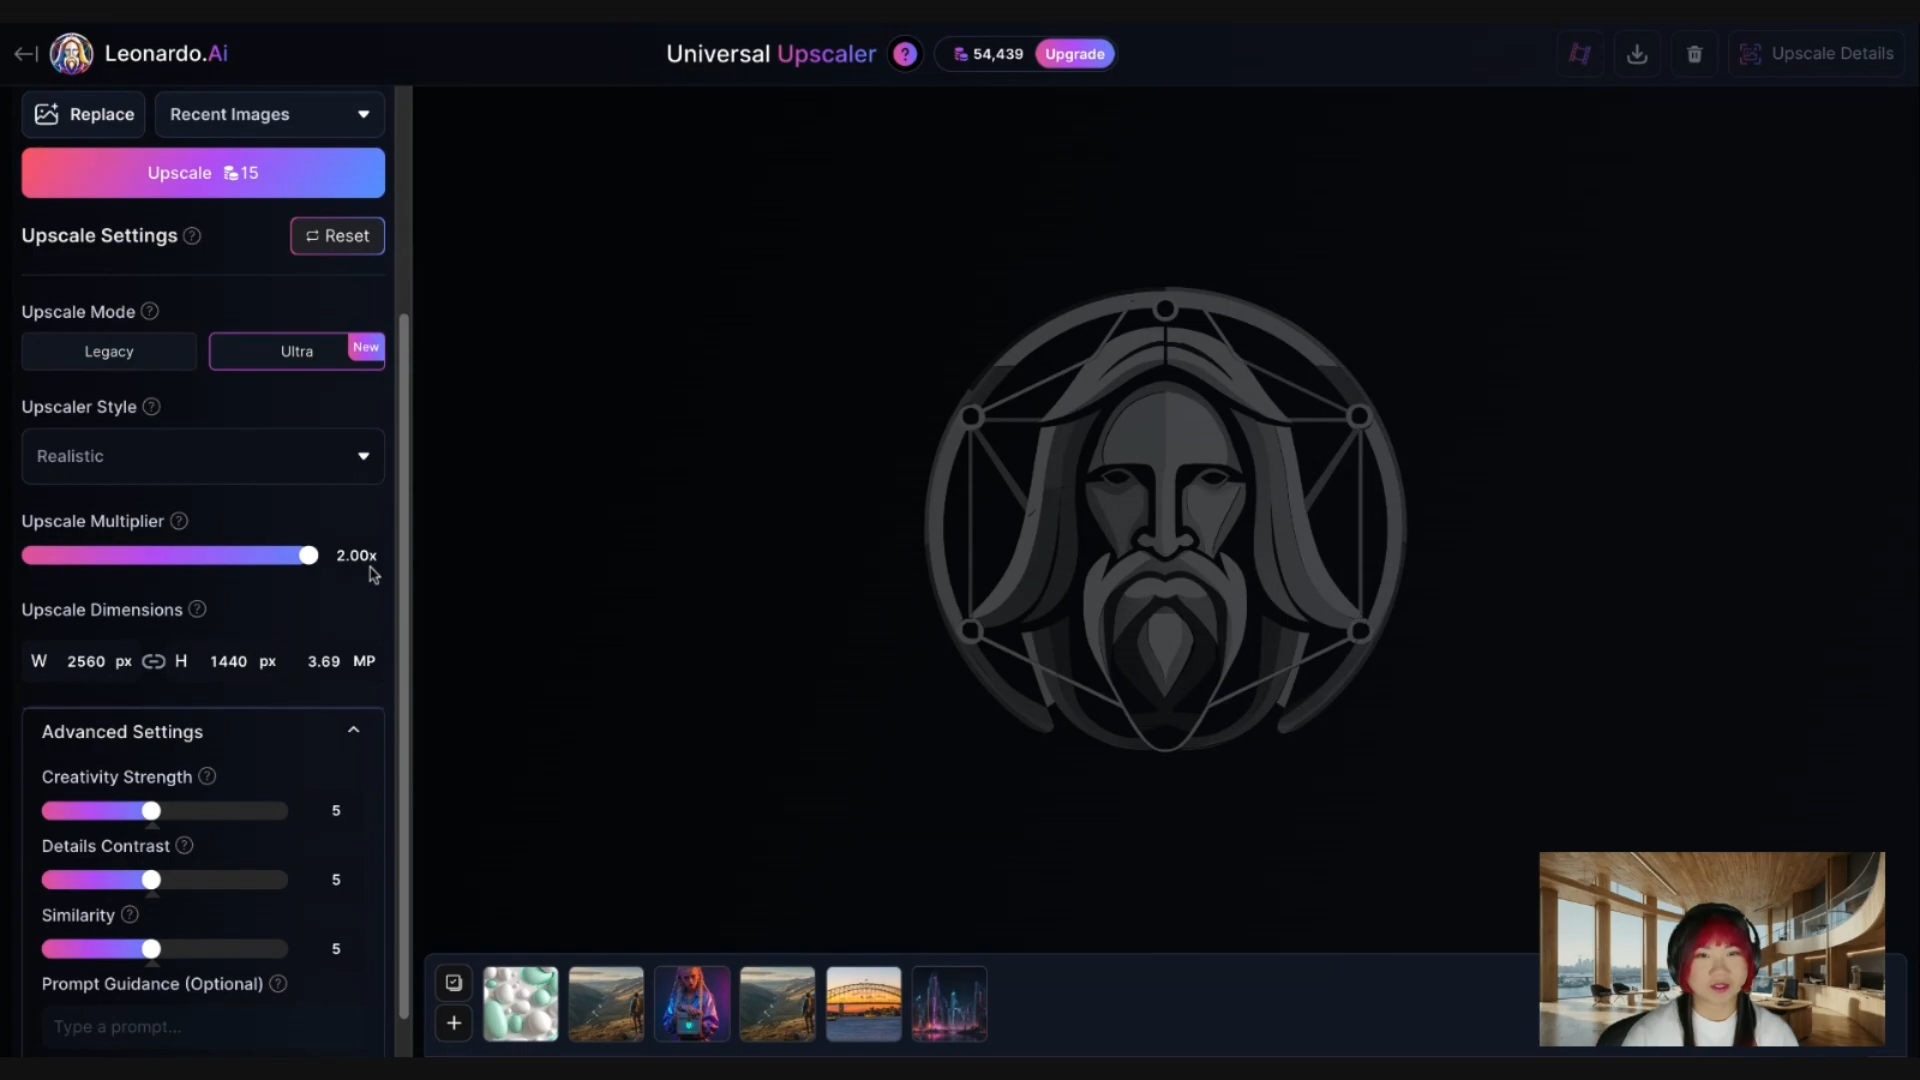 Leonardo.Ai
Universal Upscaler ? 54,439 Upgrade
Upscale Details
Replace
Recent Images
Upscale 15
Upscale Settings ?
Reset
Upscale Mode ?
Legacy
Ultra
New
Upscaler Style ?
Realistic
Upscale Multiplier ?
2.00x
Upscale Dimensions ?
W 2560 px H 1440 px 3.69 MP
Advanced Settings
Creativity Strength ?
5
Details Contrast ?
5
Similarity ?
5
Prompt Guidance (Optional) ?
Type a prompt...